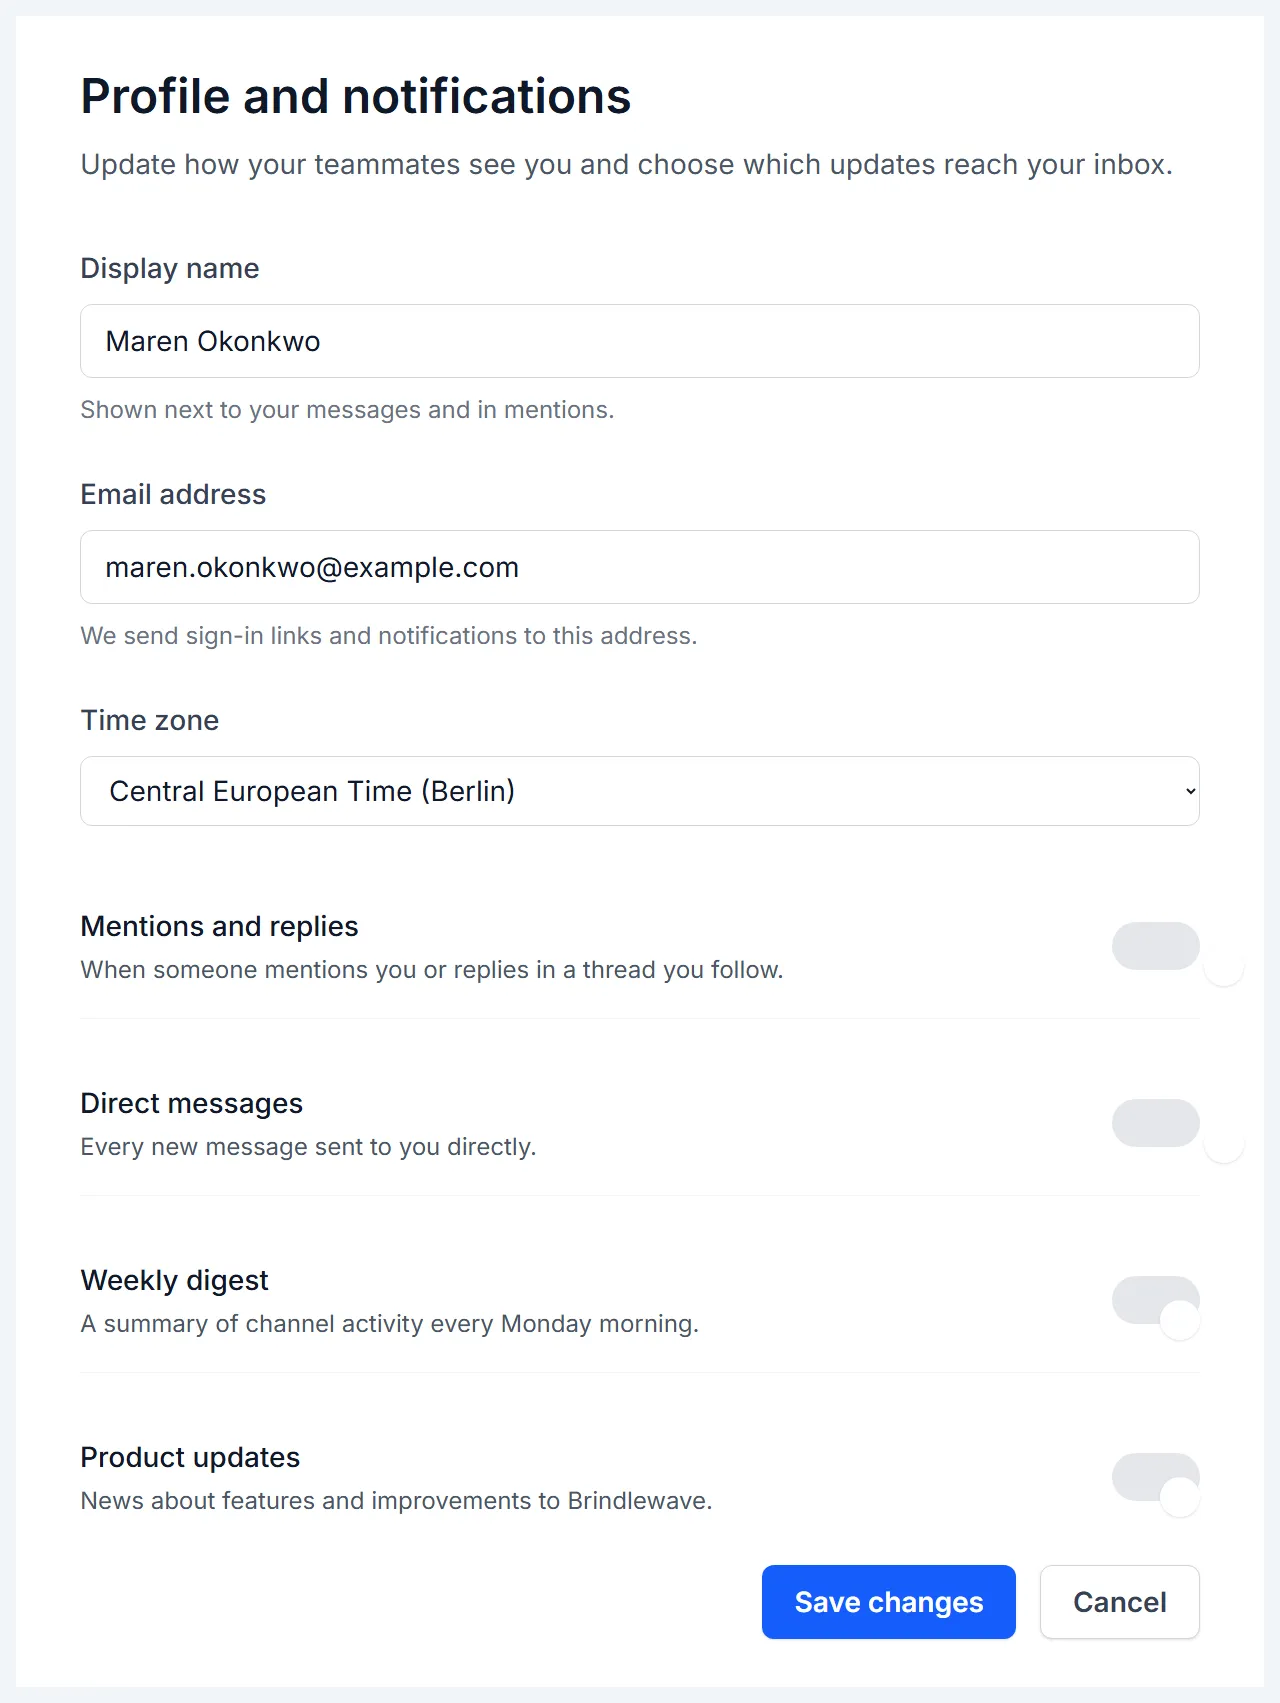 Profile and notifications
Update how your teammates see you and choose which updates reach your inbox.
Display name
Maren Okonkwo
Shown next to your messages and in mentions.
Email address
maren.okonkwo@example.com
We send sign-in links and notifications to this address.
Time zone
Central European Time (Berlin)
Mentions and replies
When someone mentions you or replies in a thread you follow.
Direct messages
Every new message sent to you directly.
Weekly digest
A summary of channel activity every Monday morning.
Product updates
News about features and improvements to Brindlewave.
Save changes
Cancel